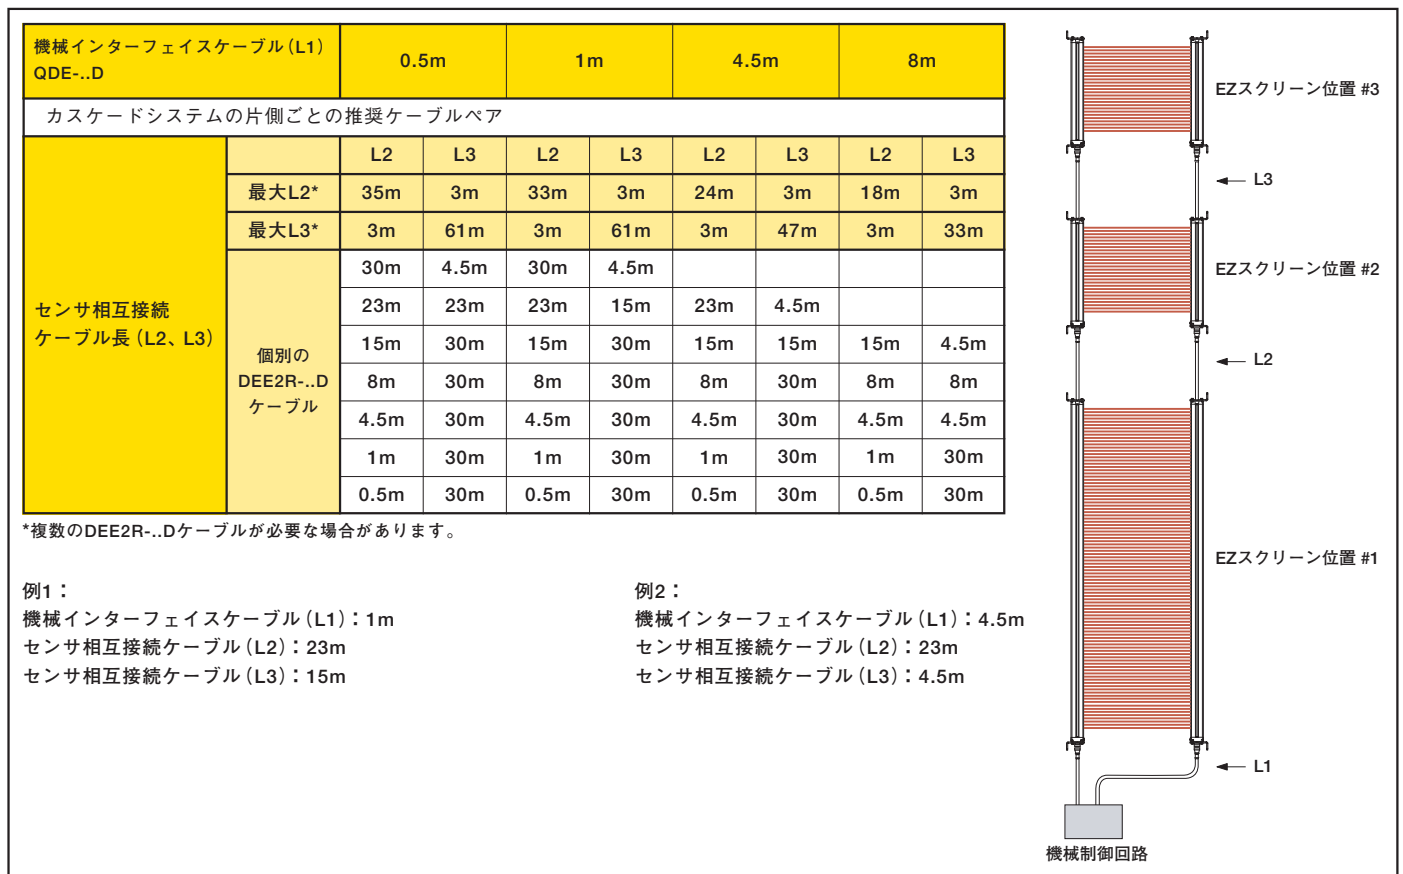 機械インターフェイスケーブル（L1）
QDE-..D
0.5m 1m 4.5m 8m
カスケードシステムの片側ごとの推奨ケーブルペア
L2 L3 L2 L3 L2 L3 L2 L3
最大L2* 35m 3m 33m 3m 24m 3m 18m 3m
最大L3* 3m 61m 3m 61m 3m 47m 3m 33m
センサ相互接続
ケーブル長（L2、L3）
個別の
DEE2R-..D
ケーブル
30m 4.5m 30m 4.5m
23m 23m 23m 15m 23m 4.5m
15m 30m 15m 30m 15m 15m 15m 4.5m
8m 30m 8m 30m 8m 30m 8m 8m
4.5m 30m 4.5m 30m 4.5m 30m 4.5m 4.5m
1m 30m 1m 30m 1m 30m 1m 30m
0.5m 30m 0.5m 30m 0.5m 30m 0.5m 30m
*複数のDEE2R-..Dケーブルが必要な場合があります。
例1：
機械インターフェイスケーブル（L1）：1m
センサ相互接続ケーブル（L2）：23m
センサ相互接続ケーブル（L3）：15m
例2：
機械インターフェイスケーブル（L1）：4.5m
センサ相互接続ケーブル（L2）：23m
センサ相互接続ケーブル（L3）：4.5m
EZスクリーン位置 #3
L3
EZスクリーン位置 #2
L2
EZスクリーン位置 #1
L1
機械制御回路